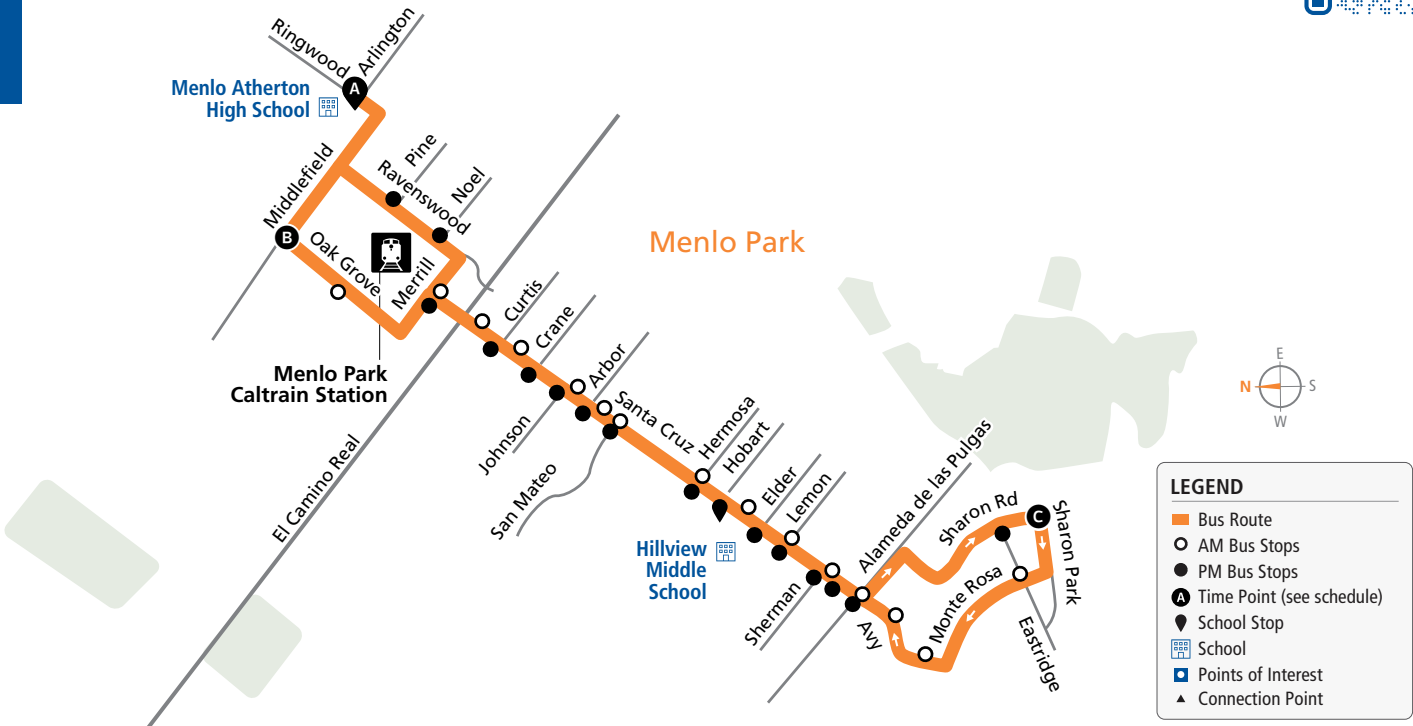 Ringwood
Arlington
A
Menlo Atherton
High School
Middlefield
Pine
Ravenswood
Noel
B
Oak Grove
Merrill
Menlo Park
Menlo Park
Caltrain Station
Curtis
Crane
Arbor
Johnson
Santa Cruz
San Mateo
El Camino Real
Hermosa
Hobart
Elder
Lemon
Hillview
Middle
School
Sherman
Alameda de las Pulgas
Avy
Sharon Rd
C
Sharon Park
Monte Rosa
Eastridge
E
N
S
W
LEGEND
Bus Route
AM Bus Stops
PM Bus Stops
A Time Point (see schedule)
School Stop
School
Points of Interest
Connection Point